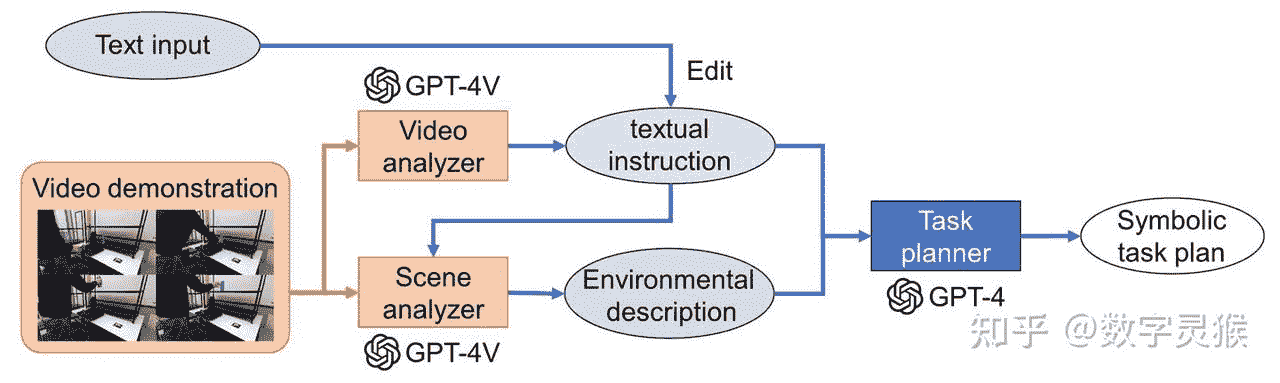 Text input
Edit
GPT-4V
Video
analyzer
textual
instruction
Video demonstration
Scene
analyzer
GPT-4V
Environmental
description
Task
planner
GPT-4
Symbolic
task plan
知乎 @数字灵猴